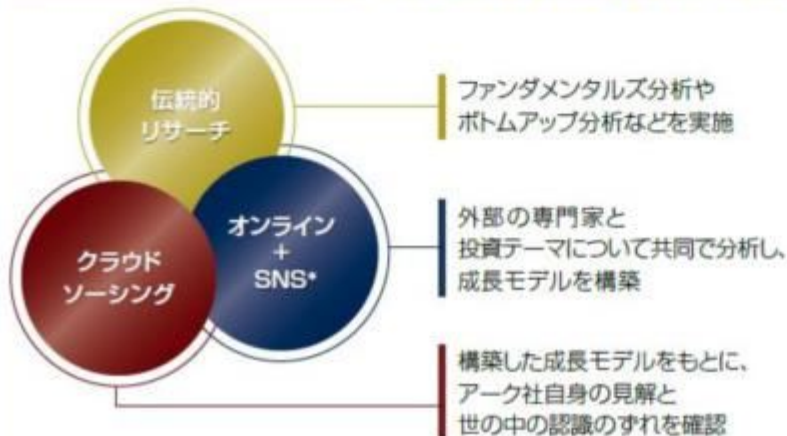 伝統的
リサーチ
ファンダメンタルズ分析や
ボトムアップ分析などを実施
オンライン
+
SNS*
外部の専門家と
投資テーマについて共同で分析し、
成長モデルを構築
クラウド
ソーシング
構築した成長モデルをもとに、
アーク社自身の見解と
世の中の認識のずれを確認